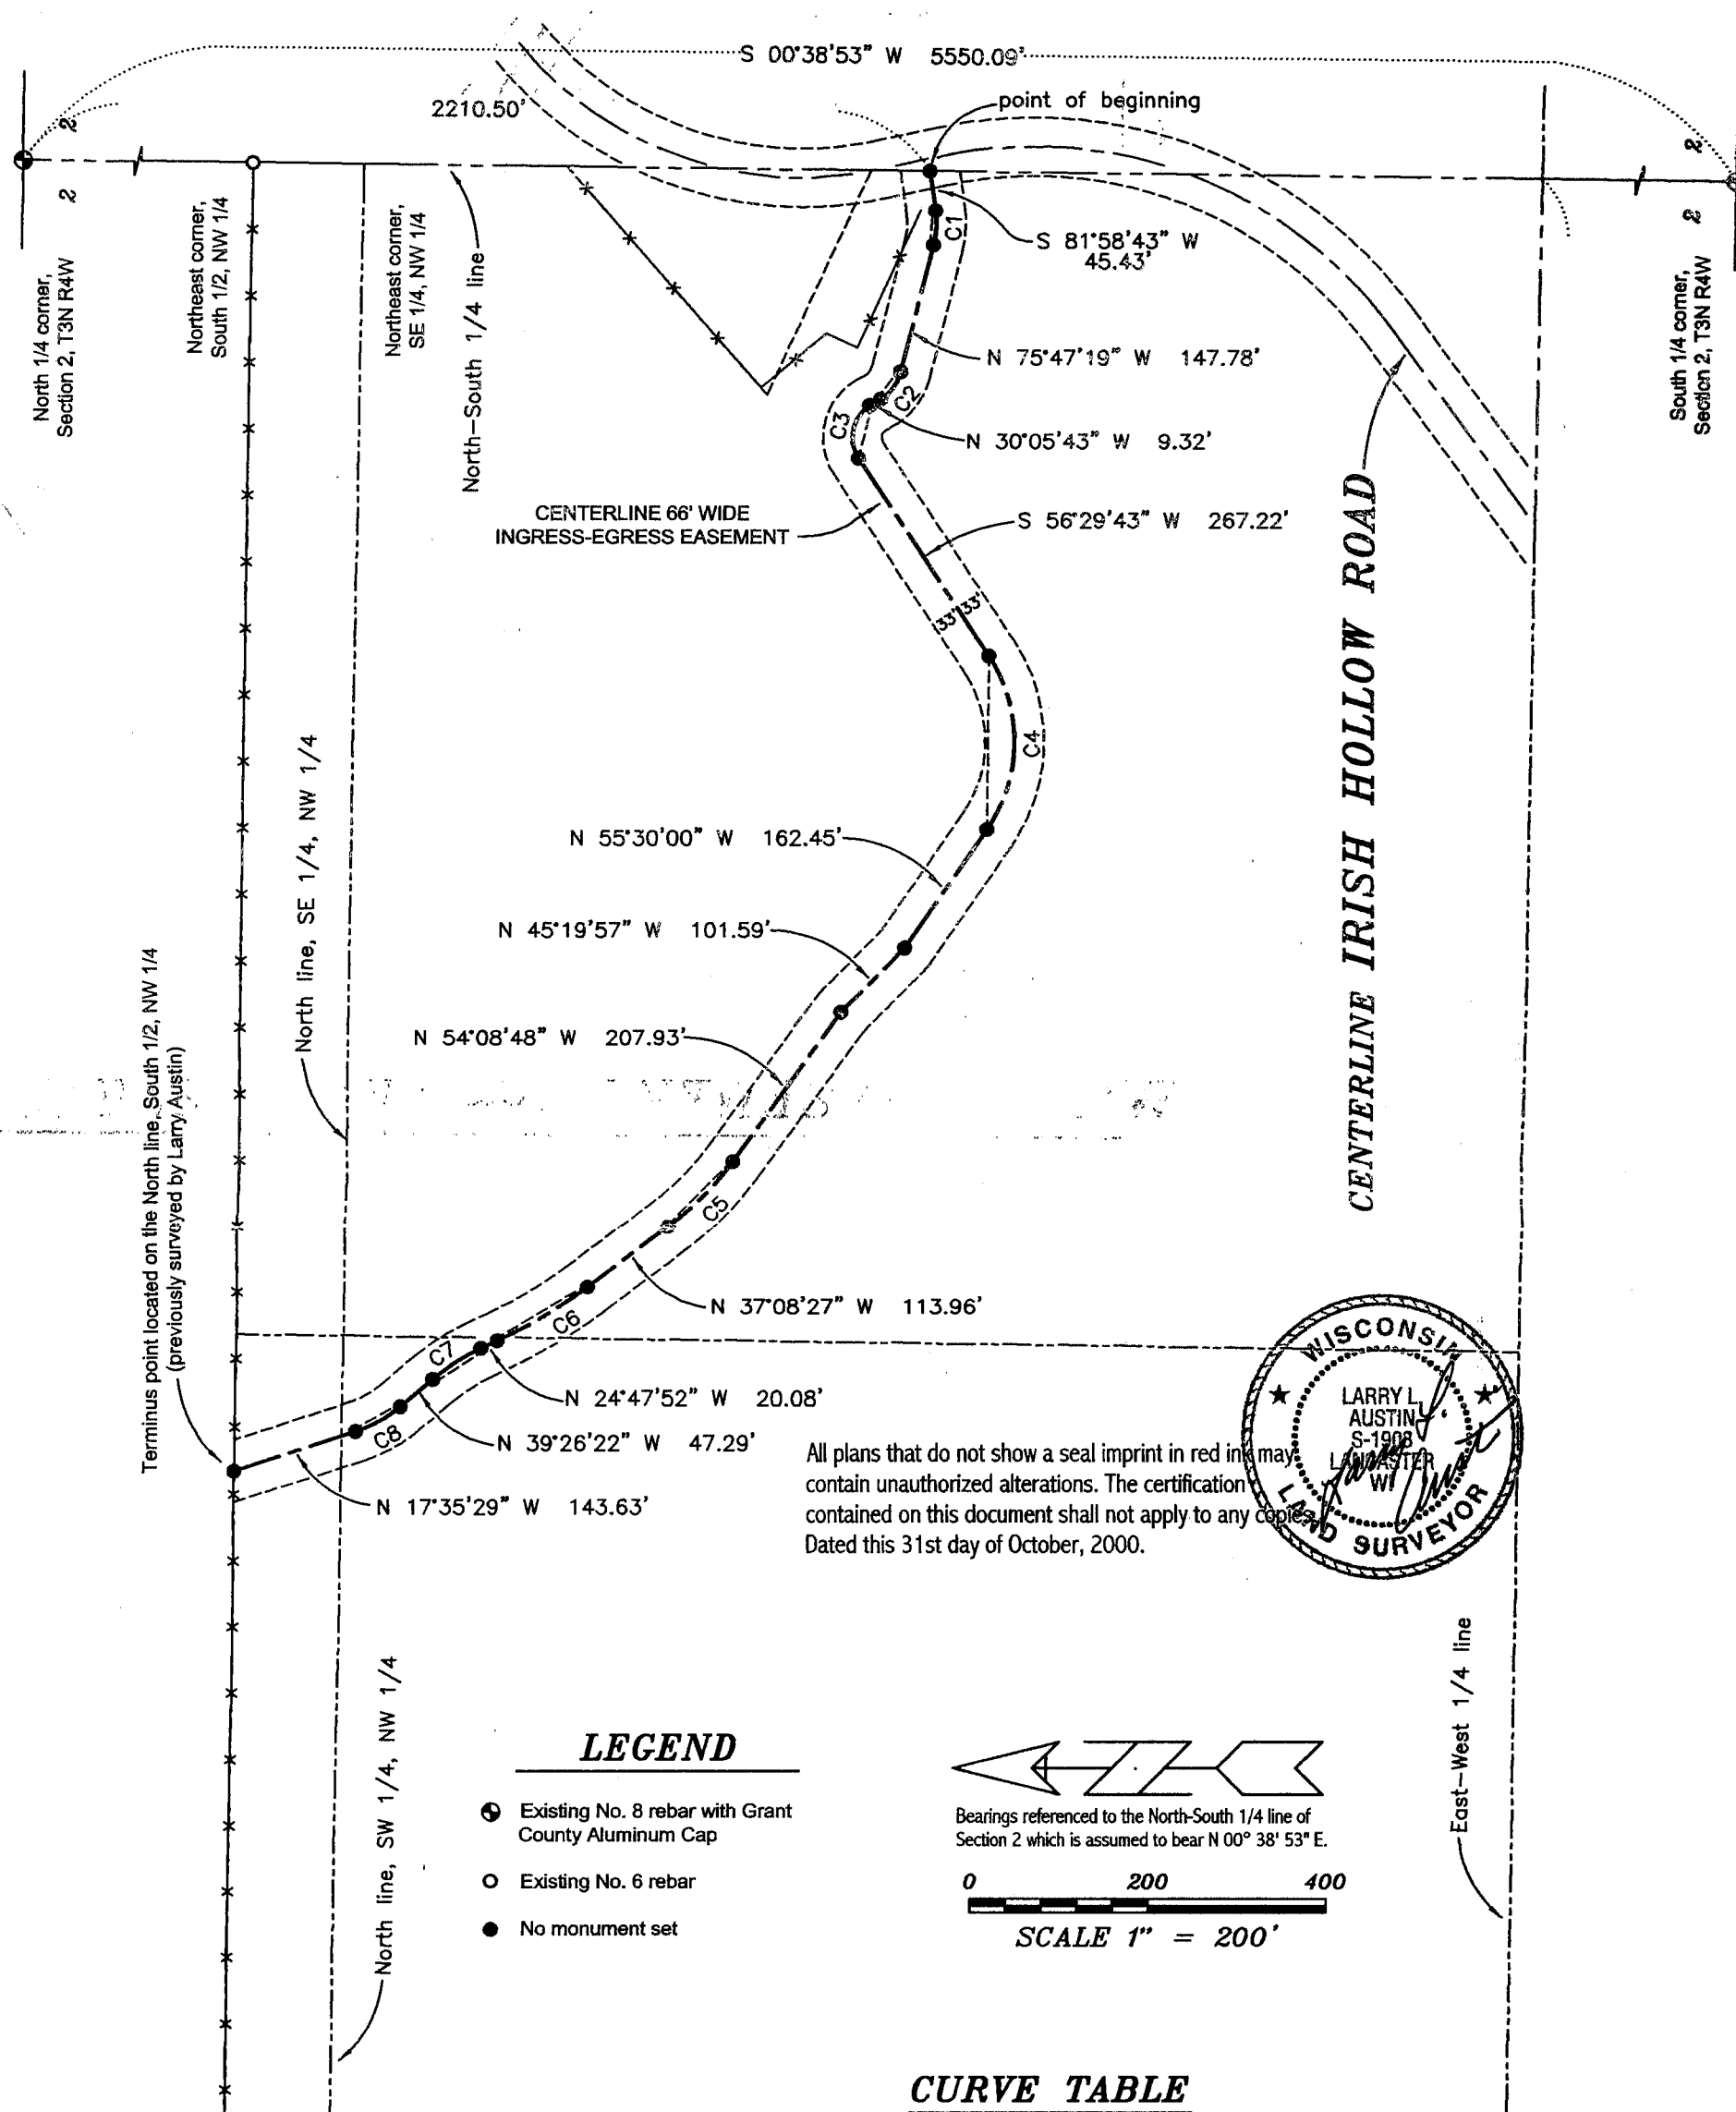 S 00°38'53" W 5550.09'
2210.50'
point of beginning
2
2
2
2
North 1/4 corner,
Section 2, T3N R4W
Northeast corner,
South 1/2, NW 1/4
Northeast corner,
SE 1/4, NW 1/4
North-South 1/4 line
South 1/4 corner,
Section 2, T3N R4W
C1
S 81°58'43" W
45.43'
N 75°47'19" W 147.78'
C2
C3
N 30°05'43" W 9.32'
CENTERLINE 66' WIDE
INGRESS-EGRESS EASEMENT
S 56°29'43" W 267.22'
33' 33'
CENTERLINE IRISH HOLLOW ROAD
C4
North line, SE 1/4, NW 1/4
N 55°30'00" W 162.45'
N 45°19'57" W 101.59'
N 54°08'48" W 207.93'
Terminus point located on the North line, South 1/2, NW 1/4
(previously surveyed by Larry Austin)
C5
N 37°08'27" W 113.96'
C6
C7
N 24°47'52" W 20.08'
C8
N 39°26'22" W 47.29'
N 17°35'29" W 143.63'
All plans that do not show a seal imprint in red ink may
contain unauthorized alterations. The certification
contained on this document shall not apply to any copies.
Dated this 31st day of October, 2000.
WISCONSIN
LARRY L.
AUSTIN
S-1908
LANCASTER
WI
LAND SURVEYOR
North line, SW 1/4, NW 1/4
East-West 1/4 line
LEGEND
Existing No. 8 rebar with Grant
County Aluminum Cap
Existing No. 6 rebar
No monument set
Bearings referenced to the North-South 1/4 line of
Section 2 which is assumed to bear N 00° 38' 53" E.
0 200 400
SCALE 1" = 200'
CURVE TABLE